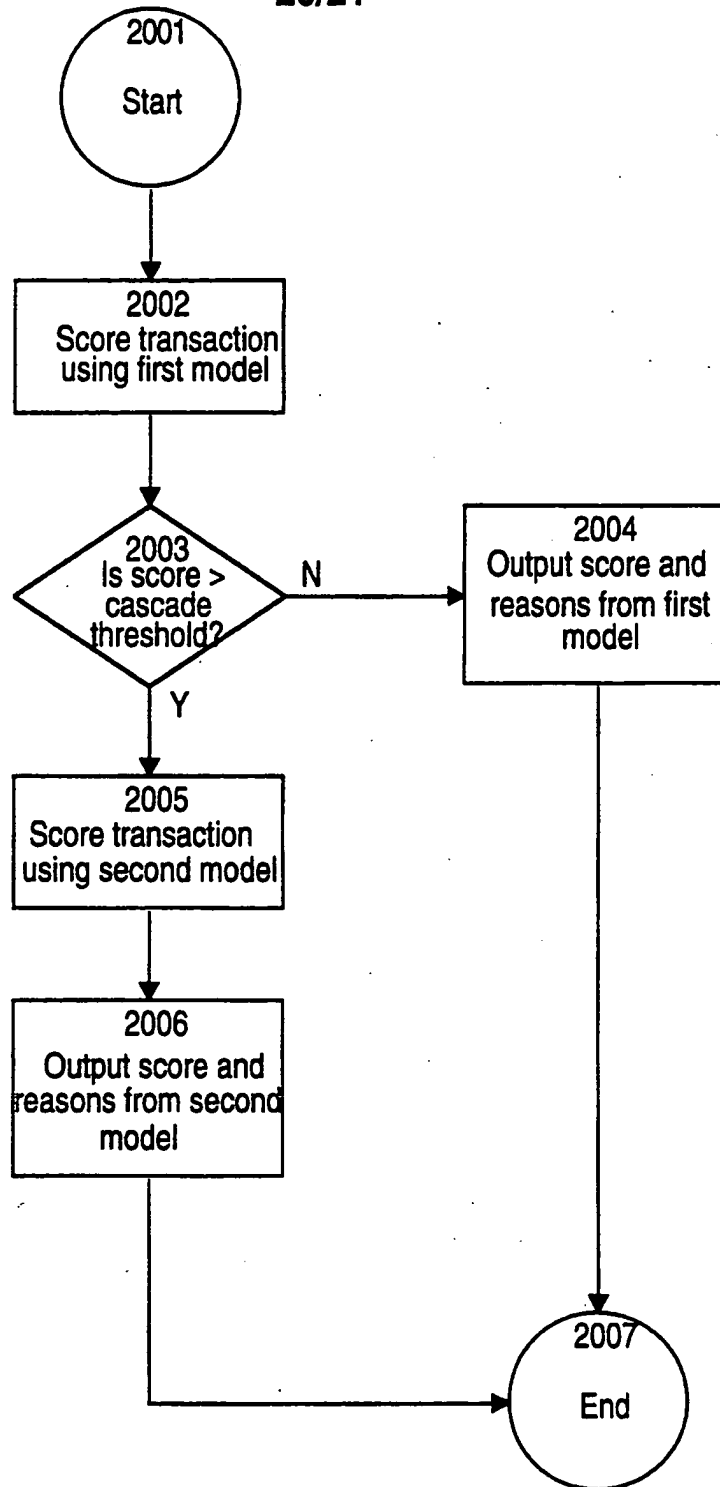 2001
Start
2002
Score transaction
using first model
2003
Is score >
cascade
threshold?
N
2004
Output score and
reasons from first
model
Y
2005
Score transaction
using second model
2006
Output score and
reasons from second
model
2007
End